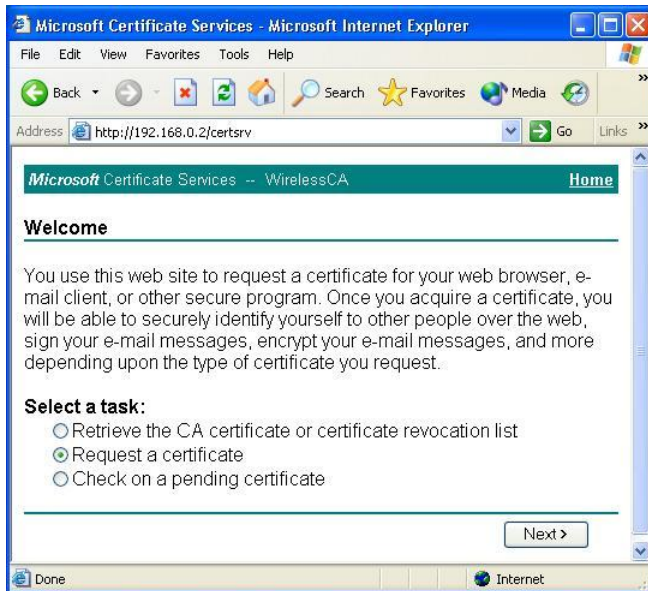 Microsoft Certificate Services - Microsoft Internet Explorer
File Edit View Favorites Tools Help
Back Search Favorites Media »
Address http://192.168.0.2/certsrv Go Links »
Microsoft Certificate Services -- WirelessCA Home
Welcome
You use this web site to request a certificate for your web browser, e-
mail client, or other secure program. Once you acquire a certificate, you
will be able to securely identify yourself to other people over the web,
sign your e-mail messages, encrypt your e-mail messages, and more
depending upon the type of certificate you request.
Select a task:
Retrieve the CA certificate or certificate revocation list
Request a certificate
Check on a pending certificate
Next >
Done Internet